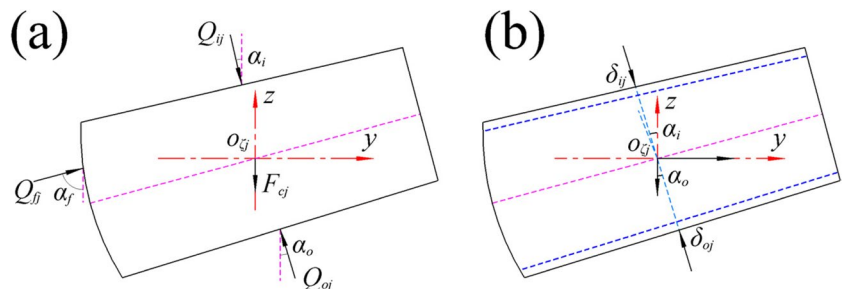 (a)
Q_ij
α_i
z
o_ζj
y
Q_fj
α_f
F_cj
α_o
Q_oj
(b)
δ_ij
z
α_i
o_ζj
y
α_o
δ_oj